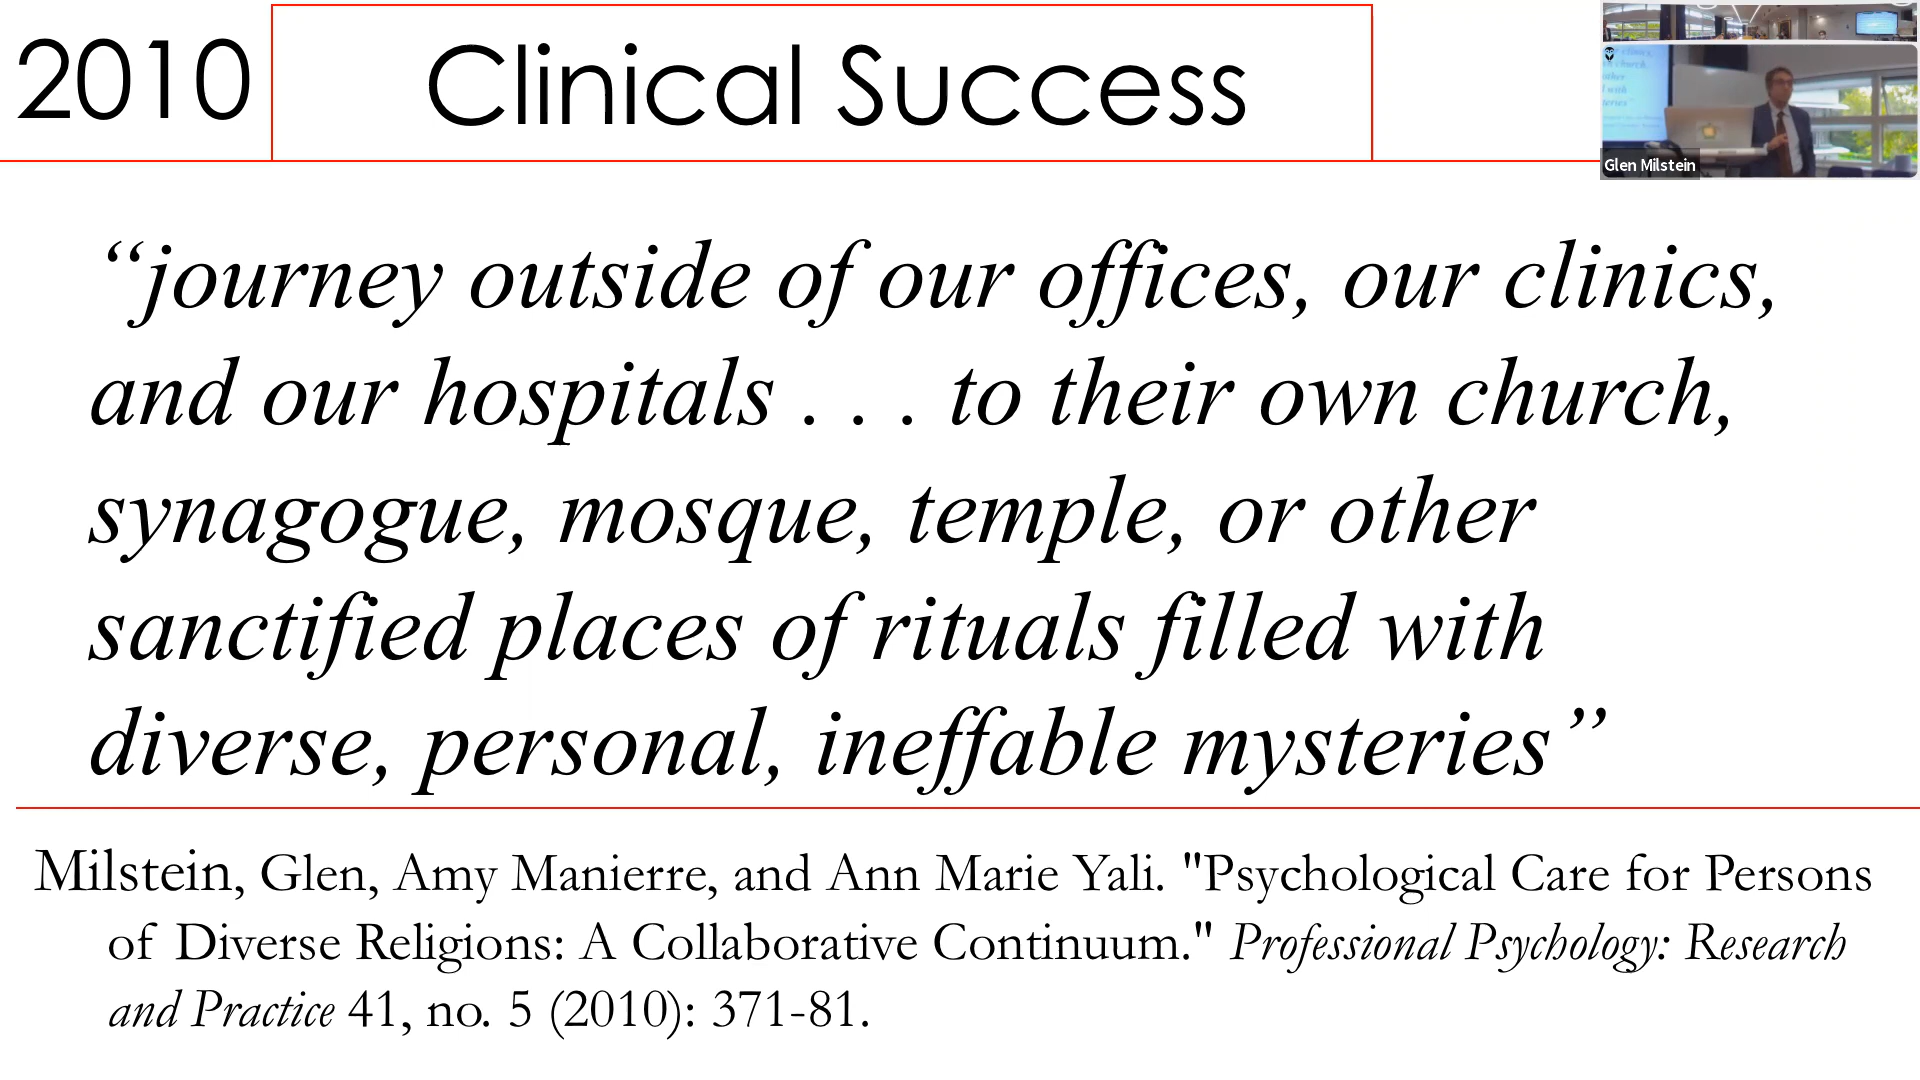 2010
Clinical Success
Glen Milstein
“journey outside of our offices, our clinics,
and our hospitals . . . to their own church,
synagogue, mosque, temple, or other
sanctified places of rituals filled with
diverse, personal, ineffable mysteries”
Milstein, Glen, Amy Manierre, and Ann Marie Yali. "Psychological Care for Persons
of Diverse Religions: A Collaborative Continuum." Professional Psychology: Research
and Practice 41, no. 5 (2010): 371-81.